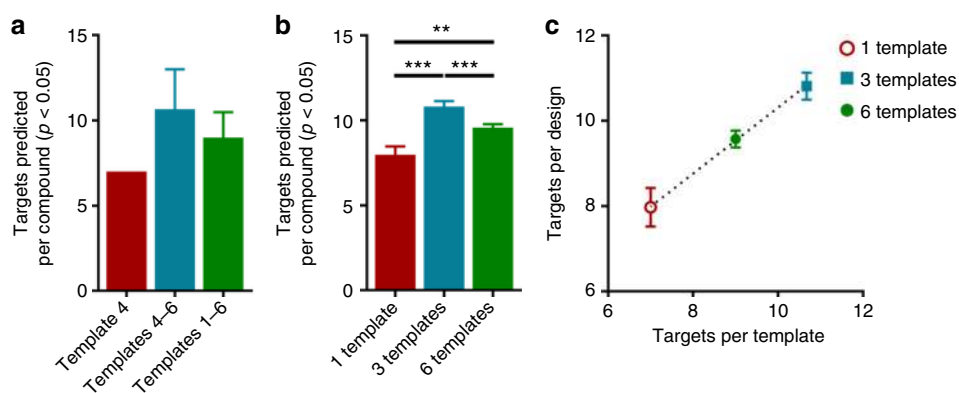 a
Targets predicted
per compound (p < 0.05)
15
10
5
0
Template 4
Templates 4–6
Templates 1–6
b
Targets predicted
per compound (p < 0.05)
15
10
5
0
**
***
***
1 template
3 templates
6 templates
c
Targets per design
12
10
8
6
6
8
10
12
Targets per template
1 template
3 templates
6 templates